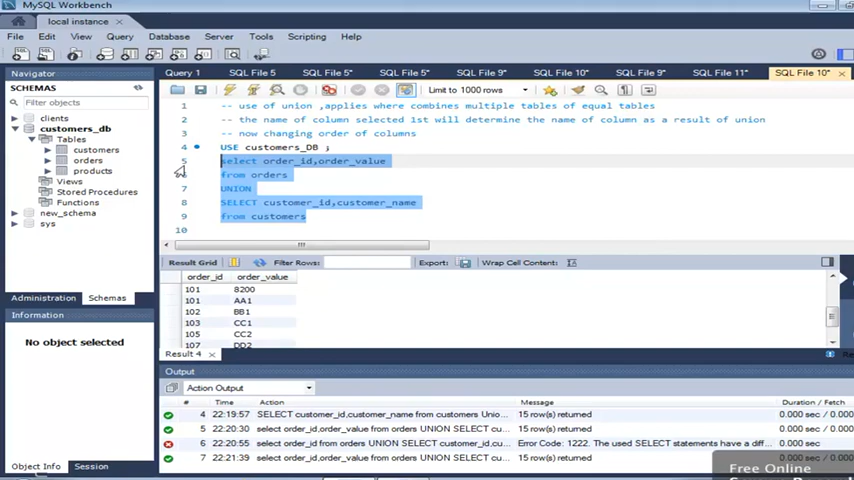 MySQL Workbench
local instance ×
File Edit View Query Database Server Tools Scripting Help
Navigator
SCHEMAS
Filter objects
clients
customers_db
Tables
customers
orders
products
Views
Stored Procedures
Functions
new_schema
sys
Administration Schemas
Information
No object selected
Object Info Session
Query 1 SQL File 5 SQL File 5* SQL File 5* SQL File 9* SQL File 9 SQL File 11* SQL File 10* ×
Limit to 1000 rows
1 -- use of union ,applies where combines multiple tables of equal tables
2 -- the name of column selected 1st will determine the name of column as a result of union
3 -- now changing order of columns
4 USE customers_DB ;
5 select order_id,order_value
6 from orders
7 UNION
8 SELECT customer_id,customer_name
9 from customers
10
Result Grid Filter Rows: Export: Wrap Cell Content:
order_id order_value
101 8200
101 AA1
102 BB1
103 CC1
105 CC2
107 DD2
Result 4 ×
Output
Action Output
# Time Action Message Duration / Fetch
4 22:19:57 SELECT customer_id,customer_name from customers Unio... 15 row(s) returned 0.000 sec / 0.000
5 22:20:30 select order_id,order_value from orders UNION SELECT cu... 15 row(s) returned 0.000 sec / 0.000
6 22:20:55 select order_id from orders UNION SELECT customer_id,cu... Error Code: 1222. The used SELECT statements have a diff... 0.000 sec
7 22:21:39 select order_id,order_value from orders UNION SELECT cu... 15 row(s) returned 0.000 sec / 0.000
Free Online